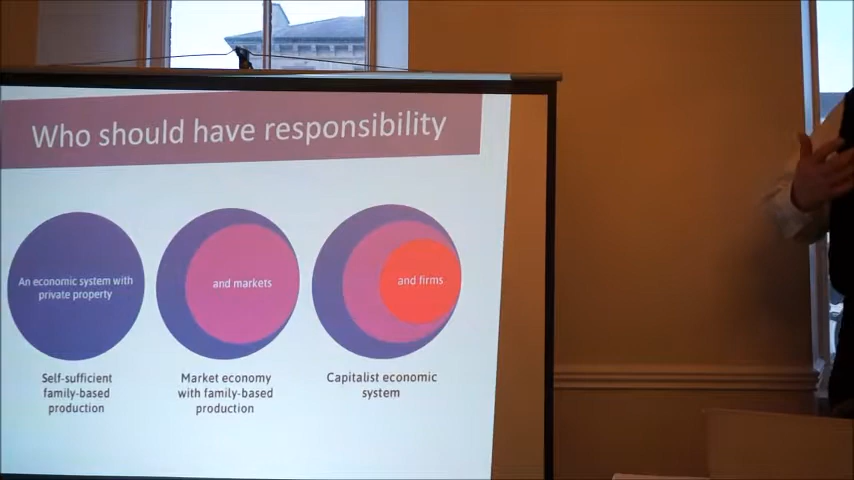 Who should have responsibility
An economic system with
private property
and markets
and firms
Self-sufficient
family-based
production
Market economy
with family-based
production
Capitalist economic
system